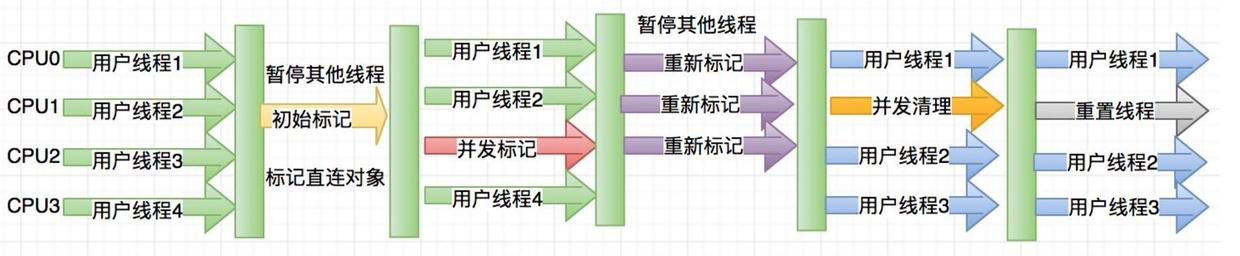 CPU0
用户线程1
CPU1
用户线程2
CPU2
用户线程3
CPU3
用户线程4
暂停其他线程
初始标记
标记直连对象
用户线程1
用户线程2
并发标记
用户线程4
暂停其他线程
重新标记
重新标记
重新标记
用户线程1
并发清理
用户线程2
用户线程3
用户线程1
重置线程
用户线程2
用户线程3